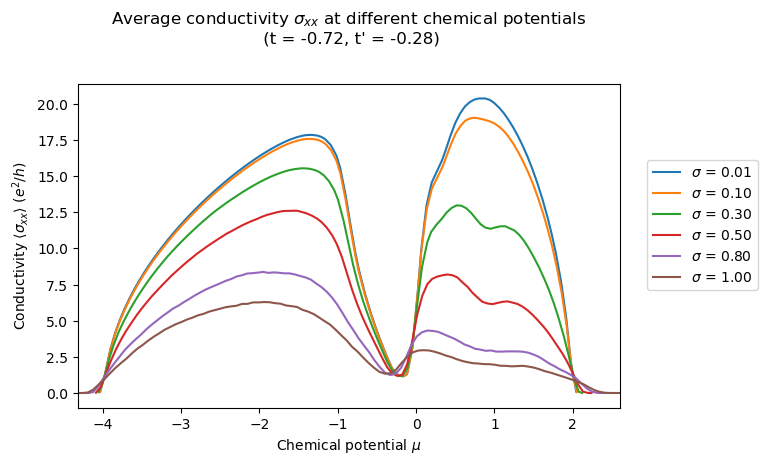 Average conductivity σxx at different chemical potentials
(t = -0.72, t' = -0.28)
Conductivity ⟨σxx⟩ (e²/h)
20.0
17.5
15.0
12.5
10.0
7.5
5.0
2.5
0.0
−4
−3
−2
−1
0
1
2
Chemical potential μ
σ = 0.01
σ = 0.10
σ = 0.30
σ = 0.50
σ = 0.80
σ = 1.00